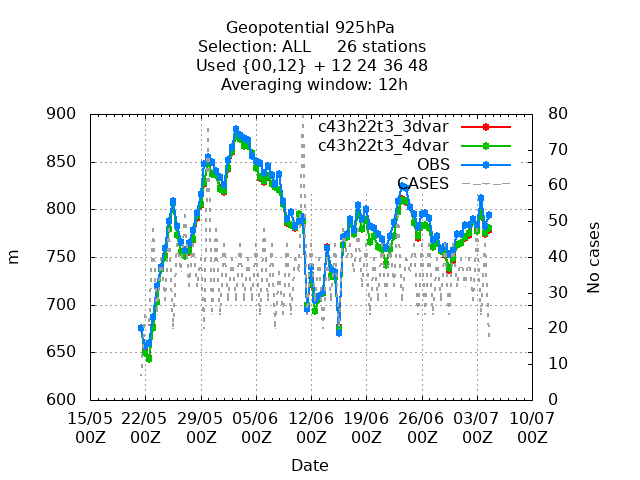 Geopotential 925hPa
Selection: ALL 26 stations
Used {00,12} + 12 24 36 48
Averaging window: 12h
c43h22t3_3dvar
c43h22t3_4dvar
OBS
CASES
900
850
800
750
700
650
600
m
80
70
60
50
40
30
20
10
0
No cases
15/05 22/05 29/05 05/06 12/06 19/06 26/06 03/07 10/07
00Z 00Z 00Z 00Z 00Z 00Z 00Z 00Z 00Z
Date